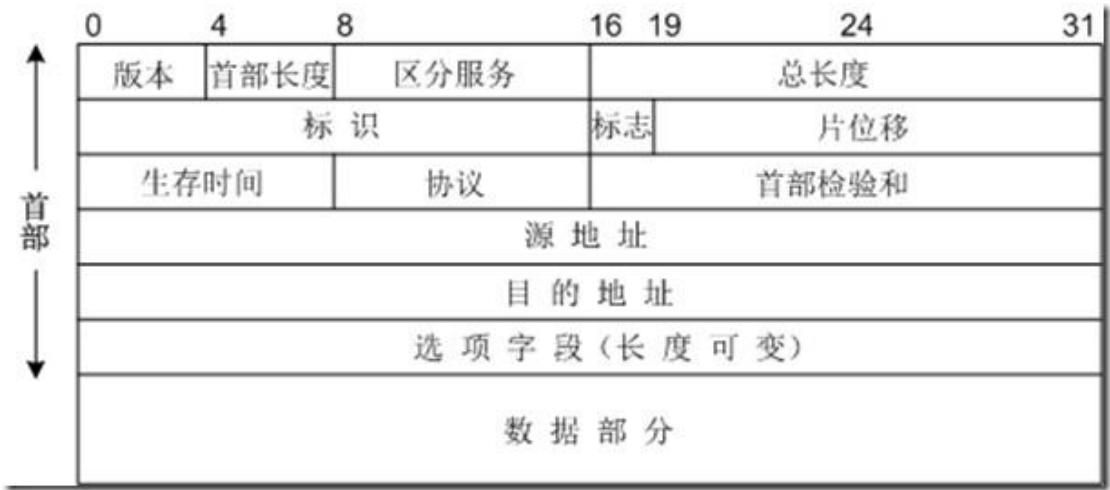 0 4 8 16 19 24 31
版本 首部长度 区分服务 总长度
标 识 标志 片位移
生存时间 协议 首部检验和
首部
源 地 址
目 的 地 址
选 项 字 段（长 度 可 变）
数 据 部 分